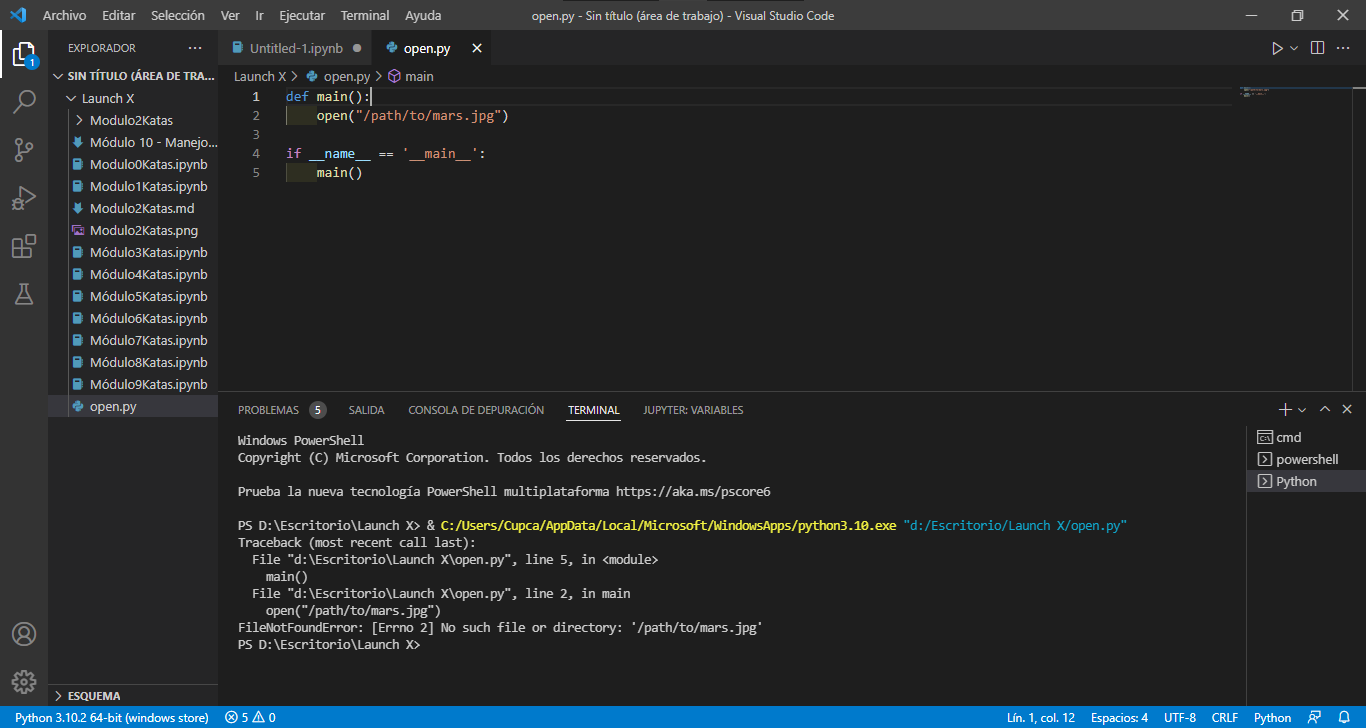 Archivo Editar Selección Ver Ir Ejecutar Terminal Ayuda
open.py - Sin título (área de trabajo) - Visual Studio Code
EXPLORADOR ···
Untitled-1.ipynb
open.py
SIN TÍTULO (ÁREA DE TRA...
Launch X
Modulo2Katas
Módulo 10 - Manejo...
Modulo0Katas.ipynb
Modulo1Katas.ipynb
Modulo2Katas.md
Modulo2Katas.png
Módulo3Katas.ipynb
Módulo4Katas.ipynb
Módulo5Katas.ipynb
Módulo6Katas.ipynb
Módulo7Katas.ipynb
Módulo8Katas.ipynb
Módulo9Katas.ipynb
open.py
ESQUEMA
1
Launch X > open.py > main
1 def main():
2 open("/path/to/mars.jpg")
3
4 if __name__ == '__main__':
5 main()
PROBLEMAS 5 SALIDA CONSOLA DE DEPURACIÓN TERMINAL JUPYTER: VARIABLES
Windows PowerShell
Copyright (C) Microsoft Corporation. Todos los derechos reservados.
Prueba la nueva tecnología PowerShell multiplataforma https://aka.ms/pscore6
PS D:\Escritorio\Launch X> & C:/Users/Cupca/AppData/Local/Microsoft/WindowsApps/python3.10.exe "d:/Escritorio/Launch X/open.py"
Traceback (most recent call last):
File "d:\Escritorio\Launch X\open.py", line 5, in <module>
main()
File "d:\Escritorio\Launch X\open.py", line 2, in main
open("/path/to/mars.jpg")
FileNotFoundError: [Errno 2] No such file or directory: '/path/to/mars.jpg'
PS D:\Escritorio\Launch X>
cmd
powershell
Python
Python 3.10.2 64-bit (windows store) 5 0
Lín. 1, col. 12 Espacios: 4 UTF-8 CRLF Python